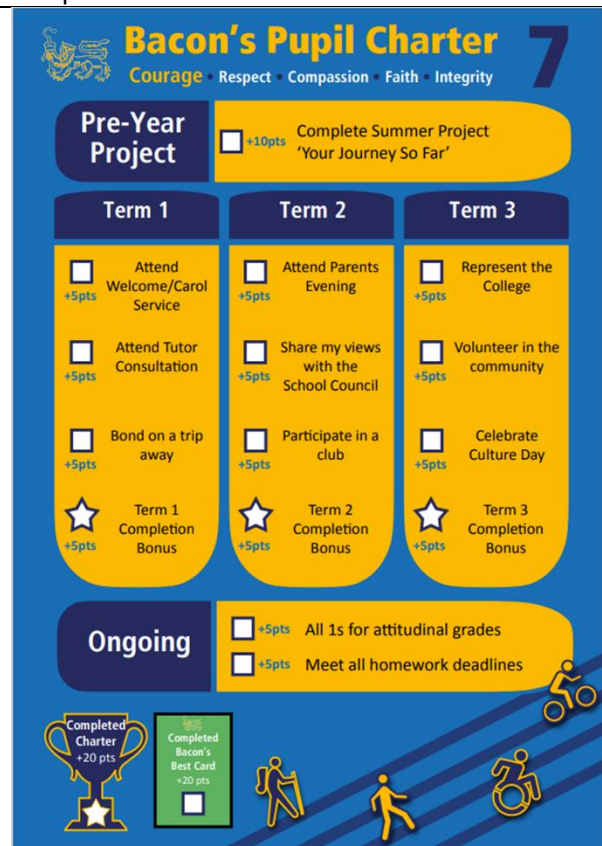 Bacon's Pupil Charter
7
Courage • Respect • Compassion • Faith • Integrity
Pre-Year
Project
+10pts
Complete Summer Project
'Your Journey So Far'
Term 1
+5pts
Attend
Welcome/Carol
Service
+5pts
Attend Tutor
Consultation
+5pts
Bond on a trip
away
+5pts
Term 1
Completion
Bonus
Term 2
+5pts
Attend Parents
Evening
+5pts
Share my views
with the
School Council
+5pts
Participate in a
club
+5pts
Term 2
Completion
Bonus
Term 3
+5pts
Represent the
College
+5pts
Volunteer in the
community
+5pts
Celebrate
Culture Day
+5pts
Term 3
Completion
Bonus
Ongoing
+5pts All 1s for attitudinal grades
+5pts Meet all homework deadlines
Completed
Charter
+20 pts
Completed
Bacon's
Best Card
+20 pts